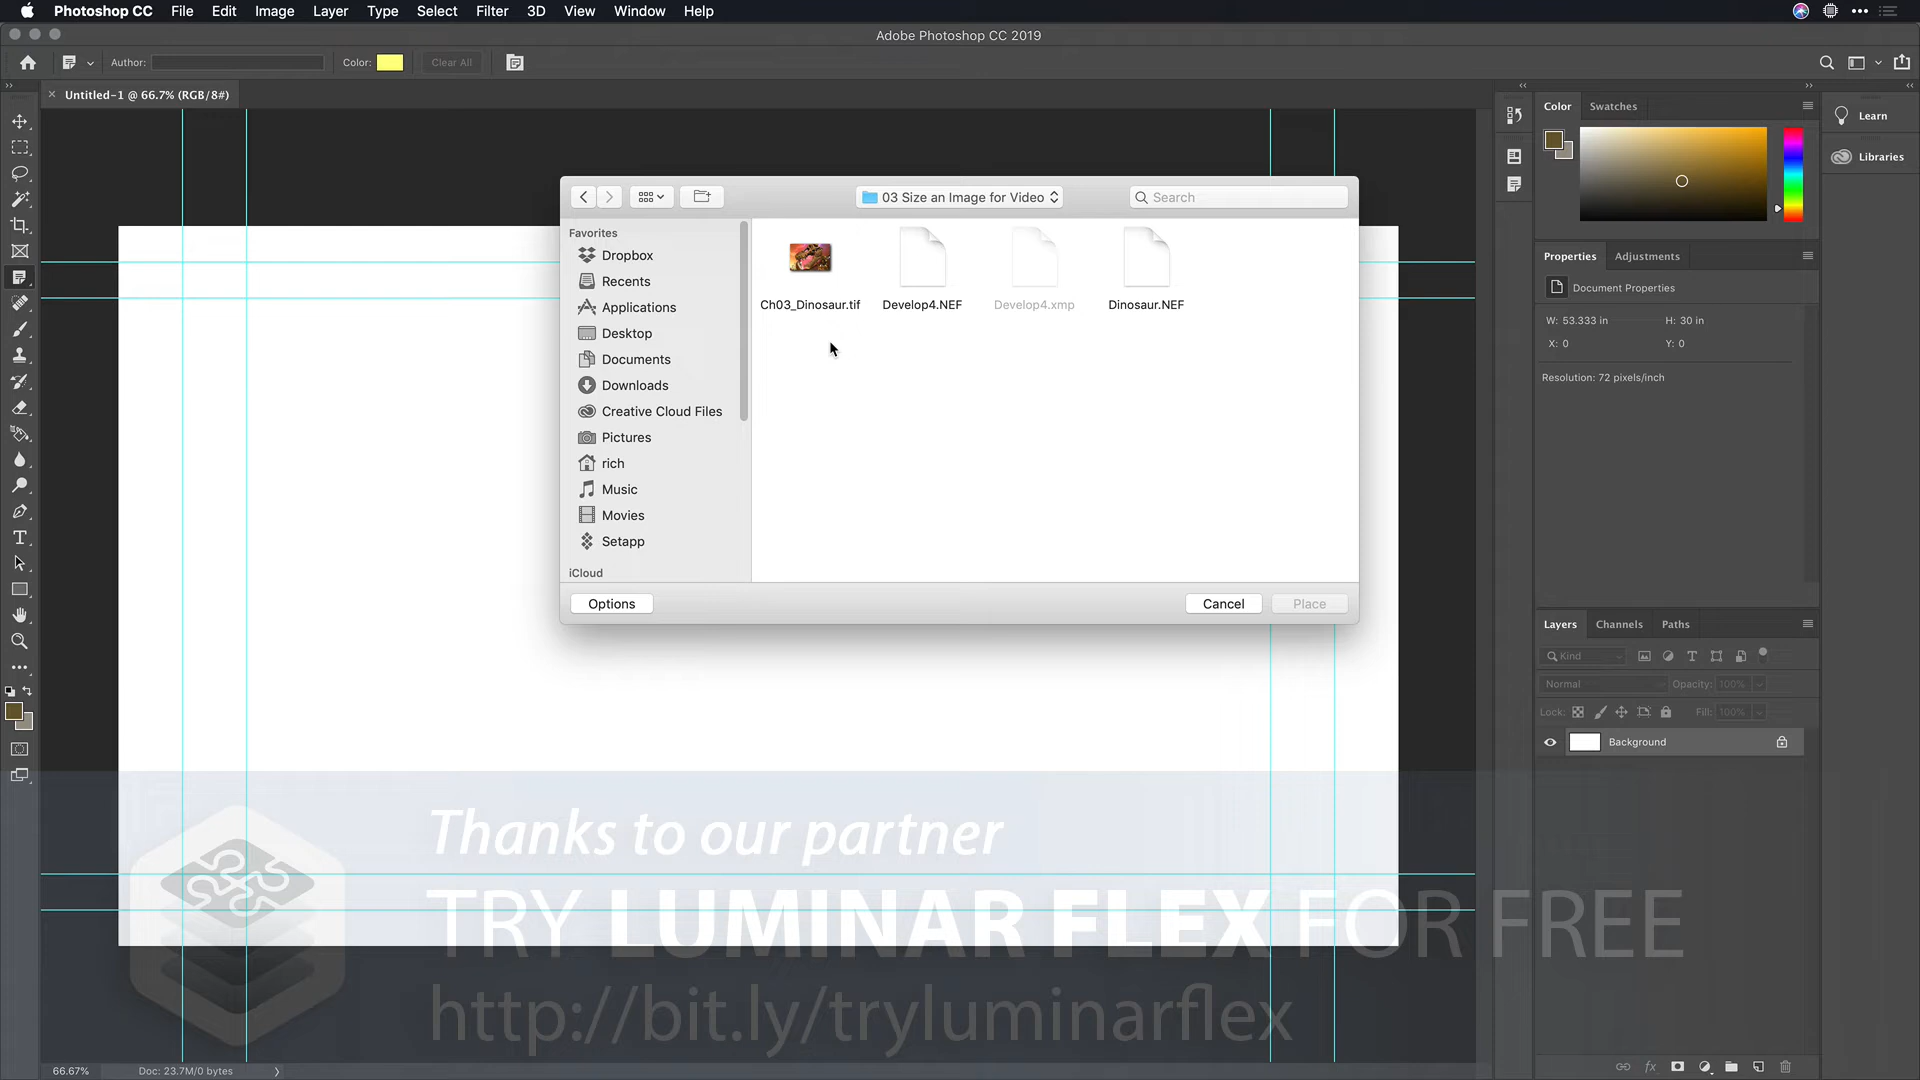 Photoshop CC File Edit Image Layer Type Select Filter 3D View Window Help
Adobe Photoshop CC 2019
Author: Color: Clear All
Untitled-1 @ 66.7% (RGB/8#)
Color Swatches
Learn
Libraries
03 Size an Image for Video
Search
Favorites
Dropbox
Recents
Applications
Desktop
Documents
Downloads
Creative Cloud Files
Pictures
rich
Music
Movies
Setapp
iCloud
Ch03_Dinosaur.tif Develop4.NEF Develop4.xmp Dinosaur.NEF
Options Cancel Place
Properties Adjustments
Document Properties
W: 53.333 in H: 30 in
X: 0 Y: 0
Resolution: 72 pixels/inch
Layers Channels Paths
Kind
Normal Opacity: 100%
Lock: Fill: 100%
Background
Thanks to our partner
TRY LUMINAR FLEX FOR FREE
http://bit.ly/tryluminarflex
66.67% Doc: 23.7M/0 bytes